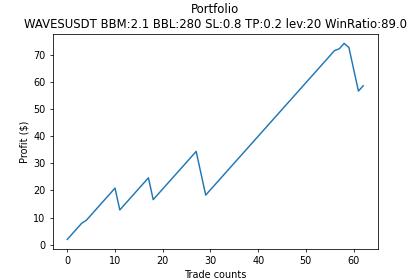 Portfolio
WAVESUSDT BBM:2.1 BBL:280 SL:0.8 TP:0.2 lev:20 WinRatio:89.0
70
60
50
40
30
20
10
0
Profit ($)
0 10 20 30 40 50 60
Trade counts